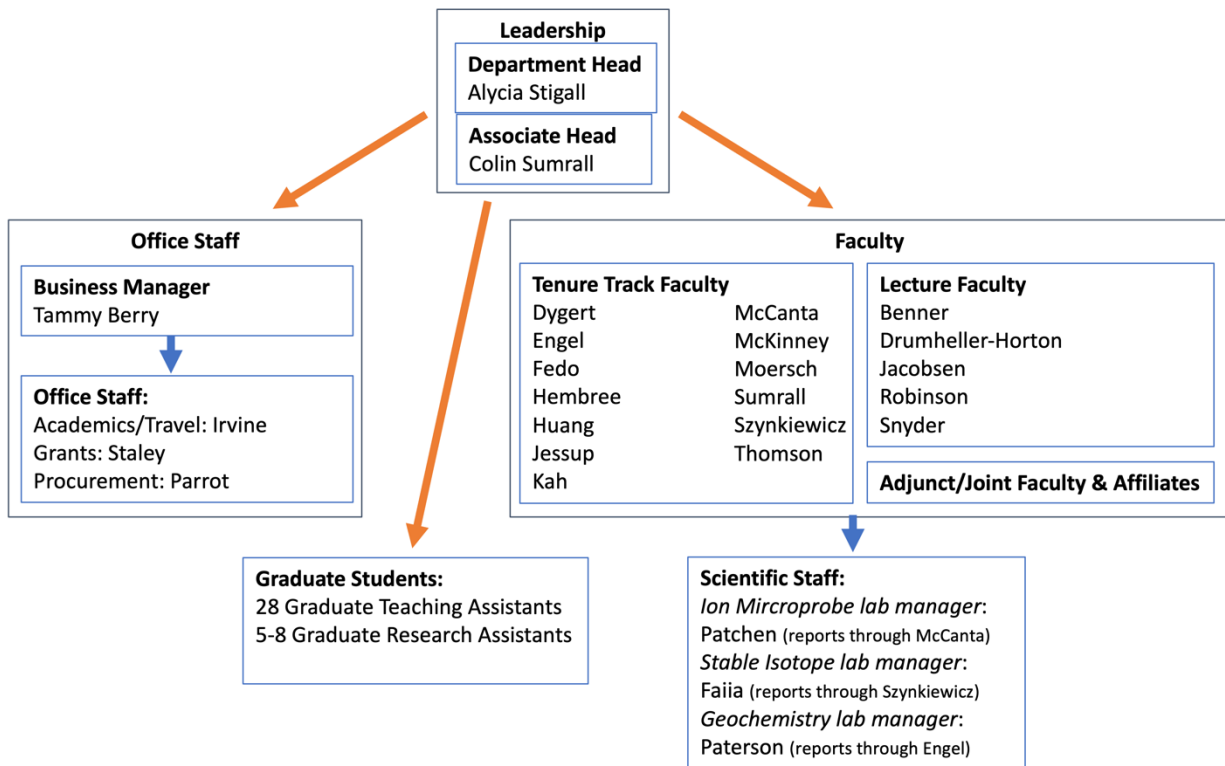 Leadership
Department Head
Alycia Stigall
Associate Head
Colin Sumrall
Office Staff
Business Manager
Tammy Berry
Office Staff:
Academics/Travel: Irvine
Grants: Staley
Procurement: Parrot
Faculty
Tenure Track Faculty
Dygert
Engel
Fedo
Hembree
Huang
Jessup
Kah
McCanta
McKinney
Moersch
Sumrall
Szynkiewicz
Thomson
Lecture Faculty
Benner
Drumheller-Horton
Jacobsen
Robinson
Snyder
Adjunct/Joint Faculty & Affiliates
Graduate Students:
28 Graduate Teaching Assistants
5-8 Graduate Research Assistants
Scientific Staff:
Ion Mircroprobe lab manager:
Patchen (reports through McCanta)
Stable Isotope lab manager:
Faiia (reports through Szynkiewicz)
Geochemistry lab manager:
Paterson (reports through Engel)